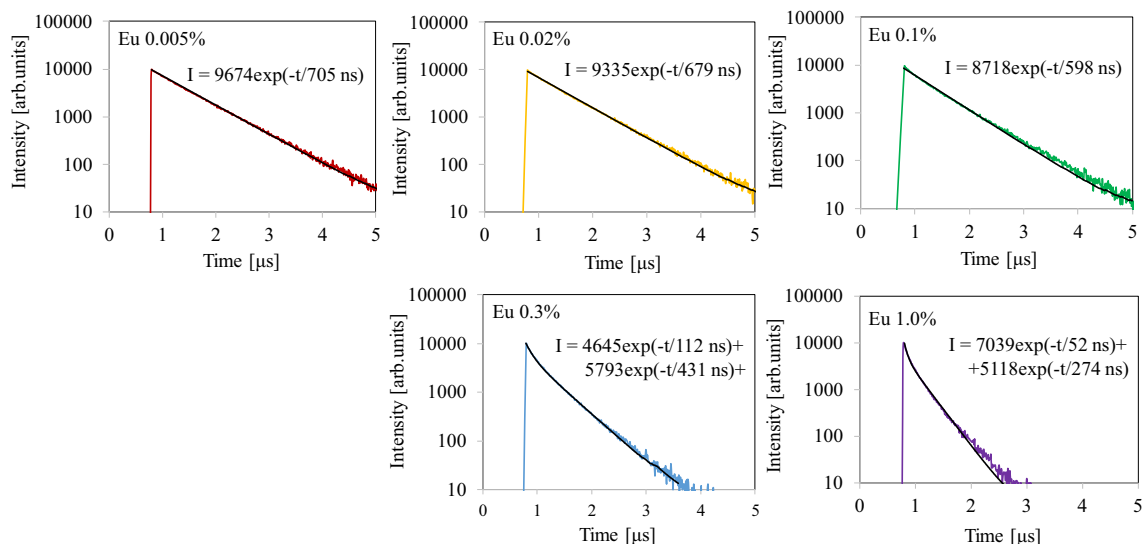 Eu 0.005%
I = 9674exp(-t/705 ns)
Intensity [arb.units]
100000
10000
1000
100
10
0
1
2
3
4
5
Time [μs]
Eu 0.02%
I = 9335exp(-t/679 ns)
Intensity [arb.units]
100000
10000
1000
100
10
0
1
2
3
4
5
Time [μs]
Eu 0.1%
I = 8718exp(-t/598 ns)
Intensity [arb.units]
100000
10000
1000
100
10
0
1
2
3
4
5
Time [μs]
Eu 0.3%
I = 4645exp(-t/112 ns)+
5793exp(-t/431 ns)+
Intensity [arb.units]
100000
10000
1000
100
10
0
1
2
3
4
5
Time [μs]
Eu 1.0%
I = 7039exp(-t/52 ns)+
+5118exp(-t/274 ns)
Intensity [arb.units]
100000
10000
1000
100
10
0
1
2
3
4
5
Time [μs]